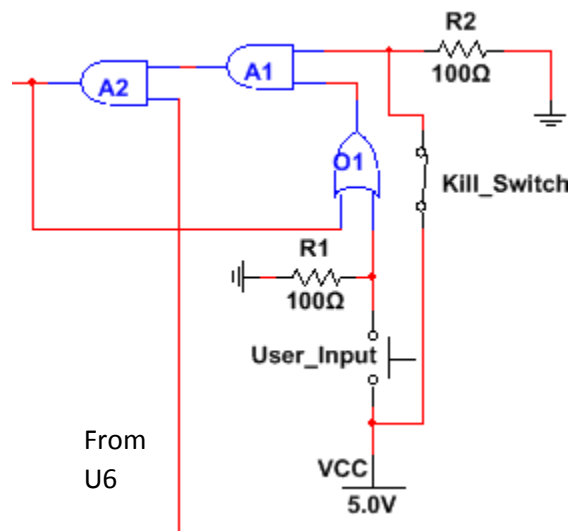 R2
100Ω
A1
A2
O1
Kill_Switch
R1
100Ω
User_Input
From
U6
VCC
5.0V